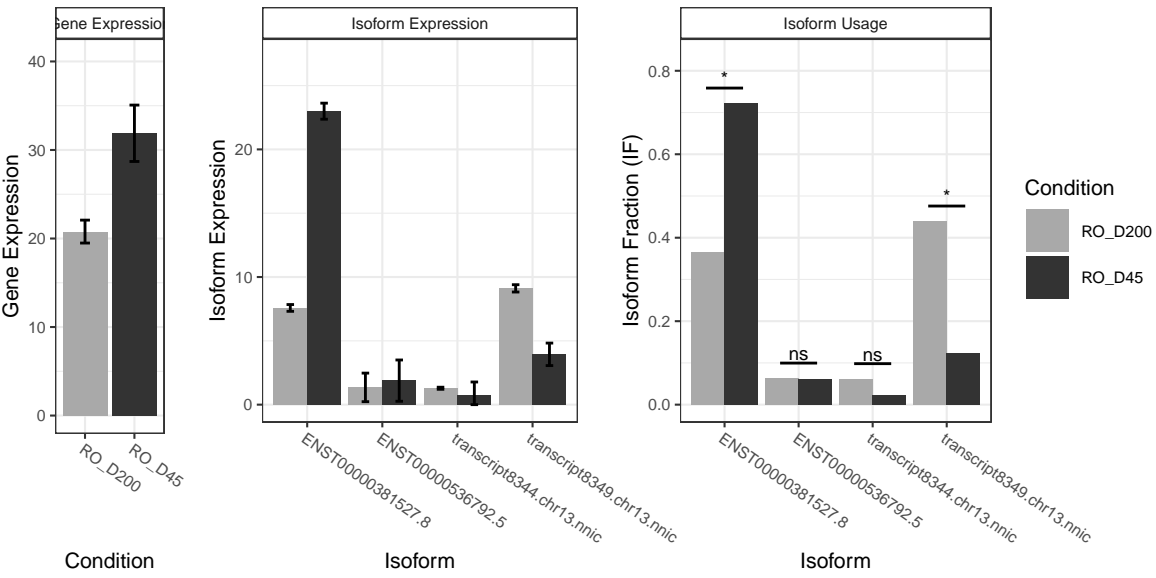 Gene Expression
Isoform Expression
Isoform Usage
Gene Expression
40
30
20
10
0
RO_D200
RO_D45
Condition
Isoform Expression
20
10
0
ENST00000381527.8
ENST00000536792.5
transcript8344.chr13.nnic
transcript8349.chr13.nnic
Isoform
Isoform Fraction (IF)
0.8
0.6
0.4
0.2
0.0
*
ns
ns
*
ENST00000381527.8
ENST00000536792.5
transcript8344.chr13.nnic
transcript8349.chr13.nnic
Isoform
Condition
RO_D200
RO_D45